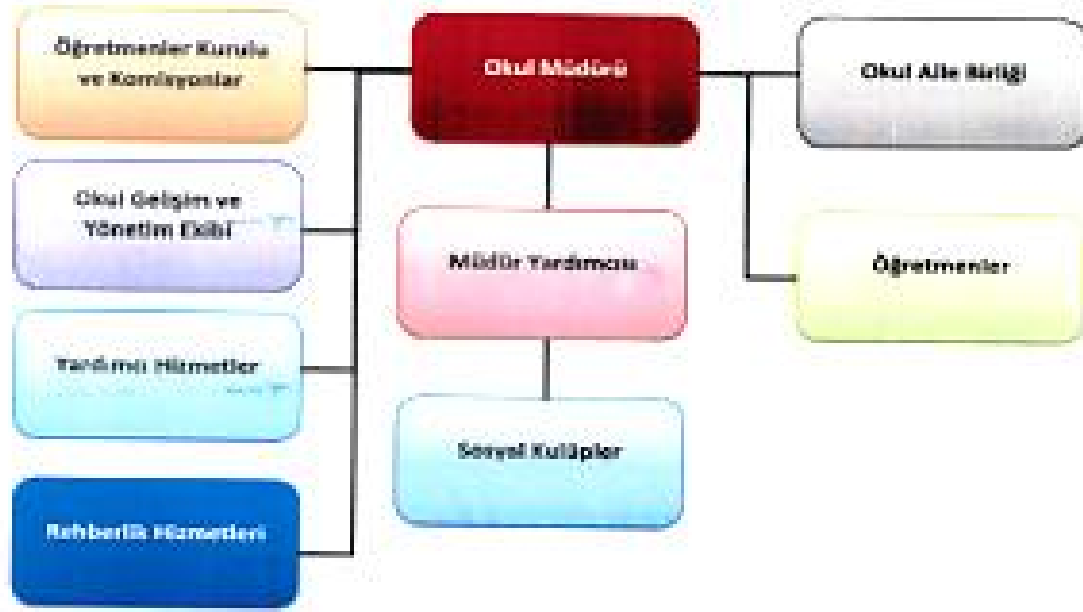 Öğretmenler Kurulu
ve Komisyonlar
Okul Müdürü
Okul Aile Birliği
Okul Gelişim ve
Yönetim Ekibi
Müdür Yardımcısı
Öğretmenler
Yardımcı Hizmetler
Sosyal Kulüpler
Rehberlik Hizmetleri